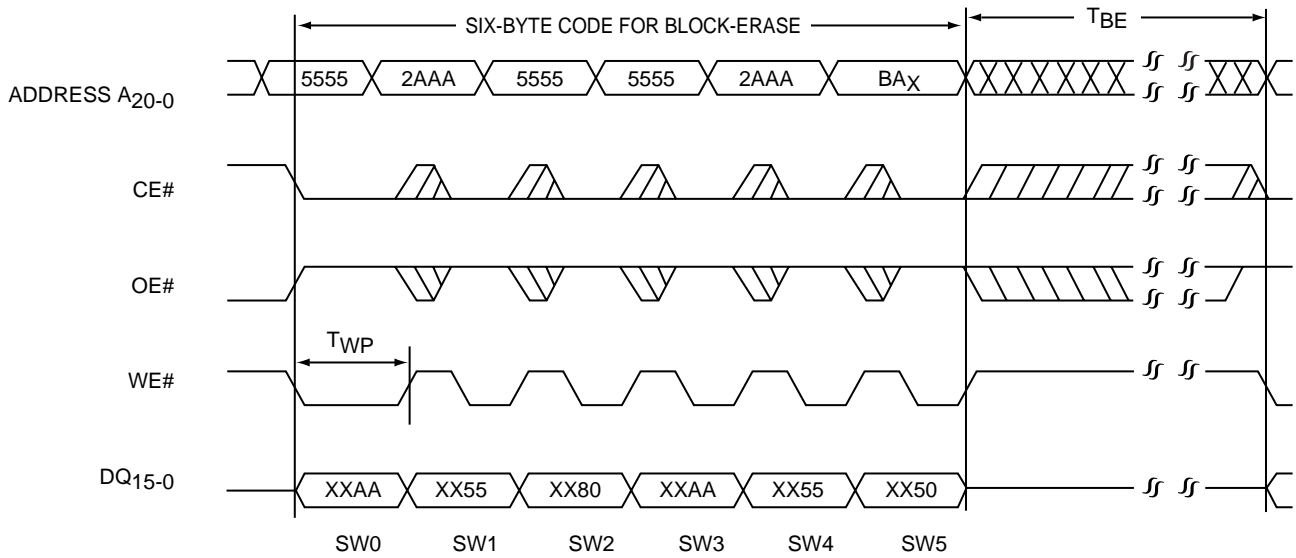 SIX-BYTE CODE FOR BLOCK-ERASE TBE
ADDRESS A20-0 5555 2AAA 5555 5555 2AAA BAX
CE#
OE#
TWP
WE#
DQ15-0 XXAA XX55 XX80 XXAA XX55 XX50
SW0 SW1 SW2 SW3 SW4 SW5